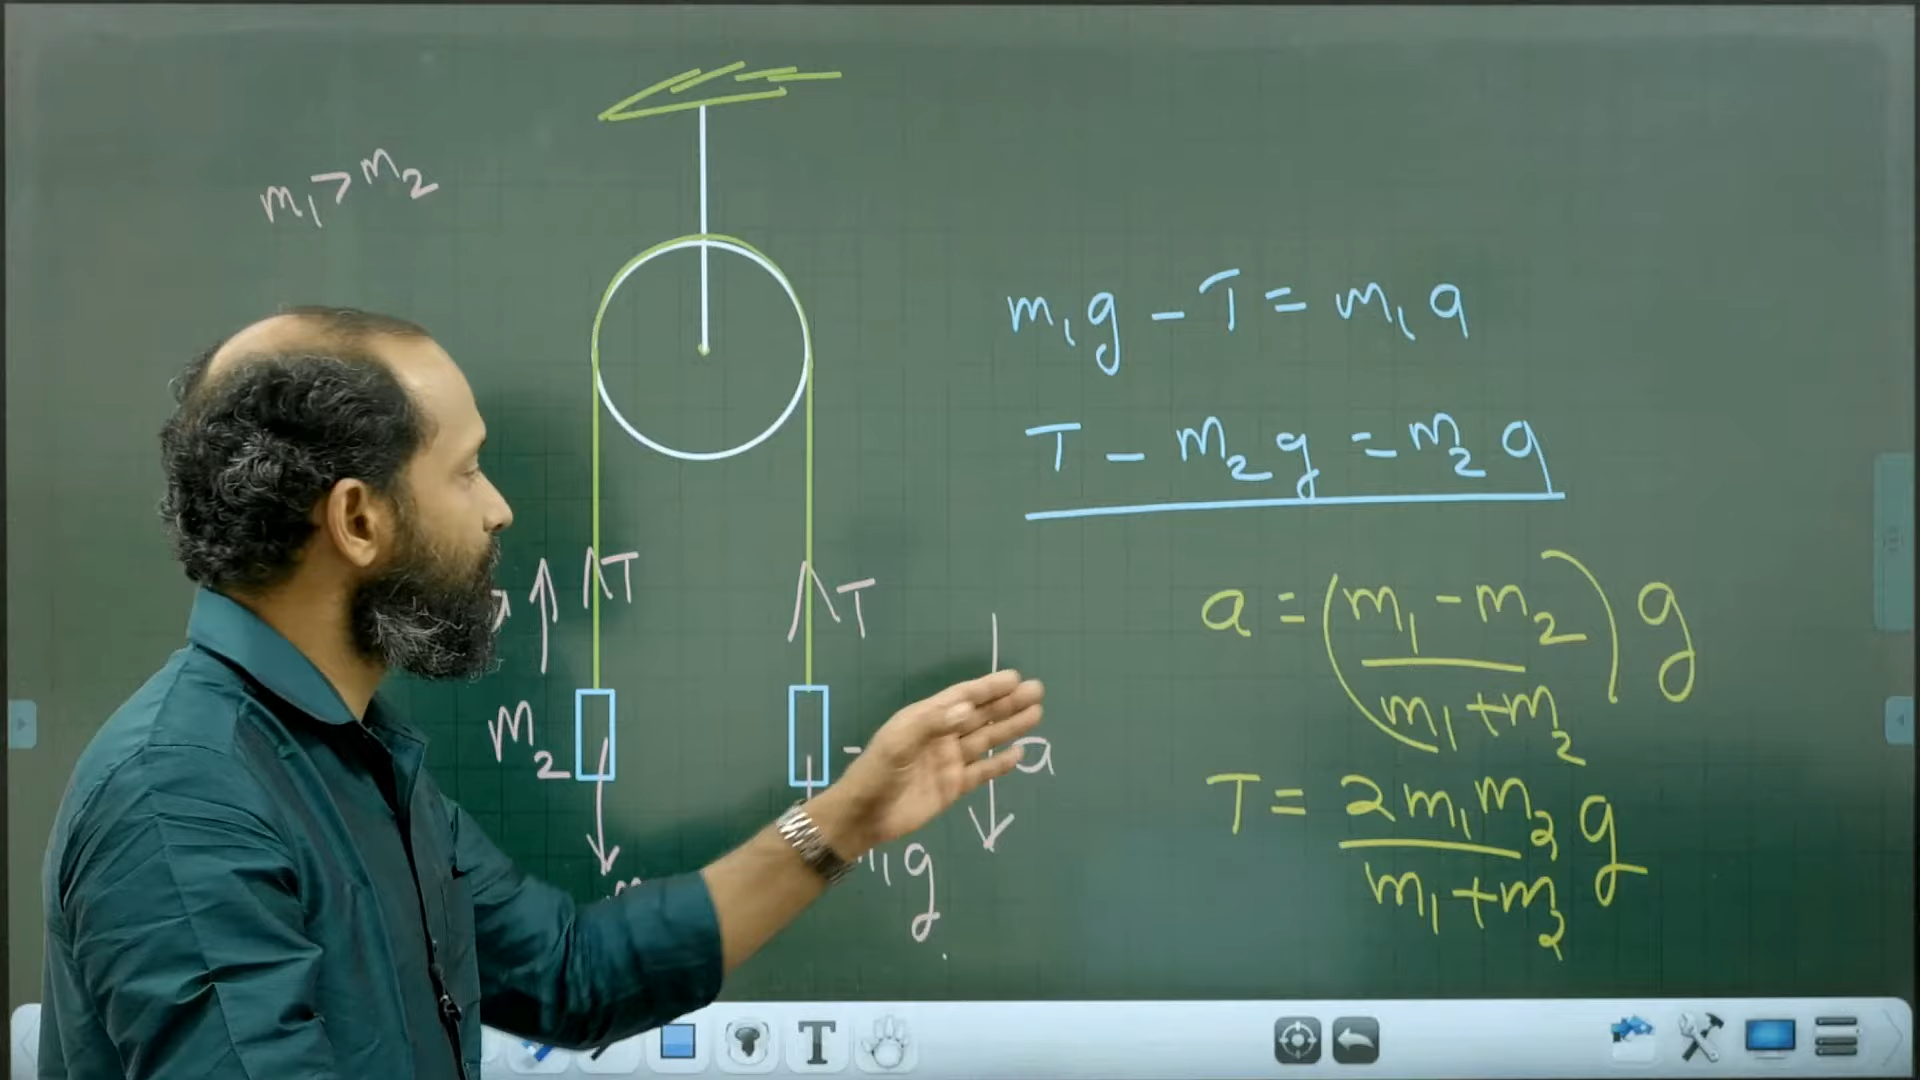 m₁ > m₂
m₁g - T = m₁a
T - m₂g = m₂a
T
T
a = (m₁ - m₂ / m₁ + m₂) g
m₂
a
T = 2m₁m₂ / m₁ + m₂ g
g
T